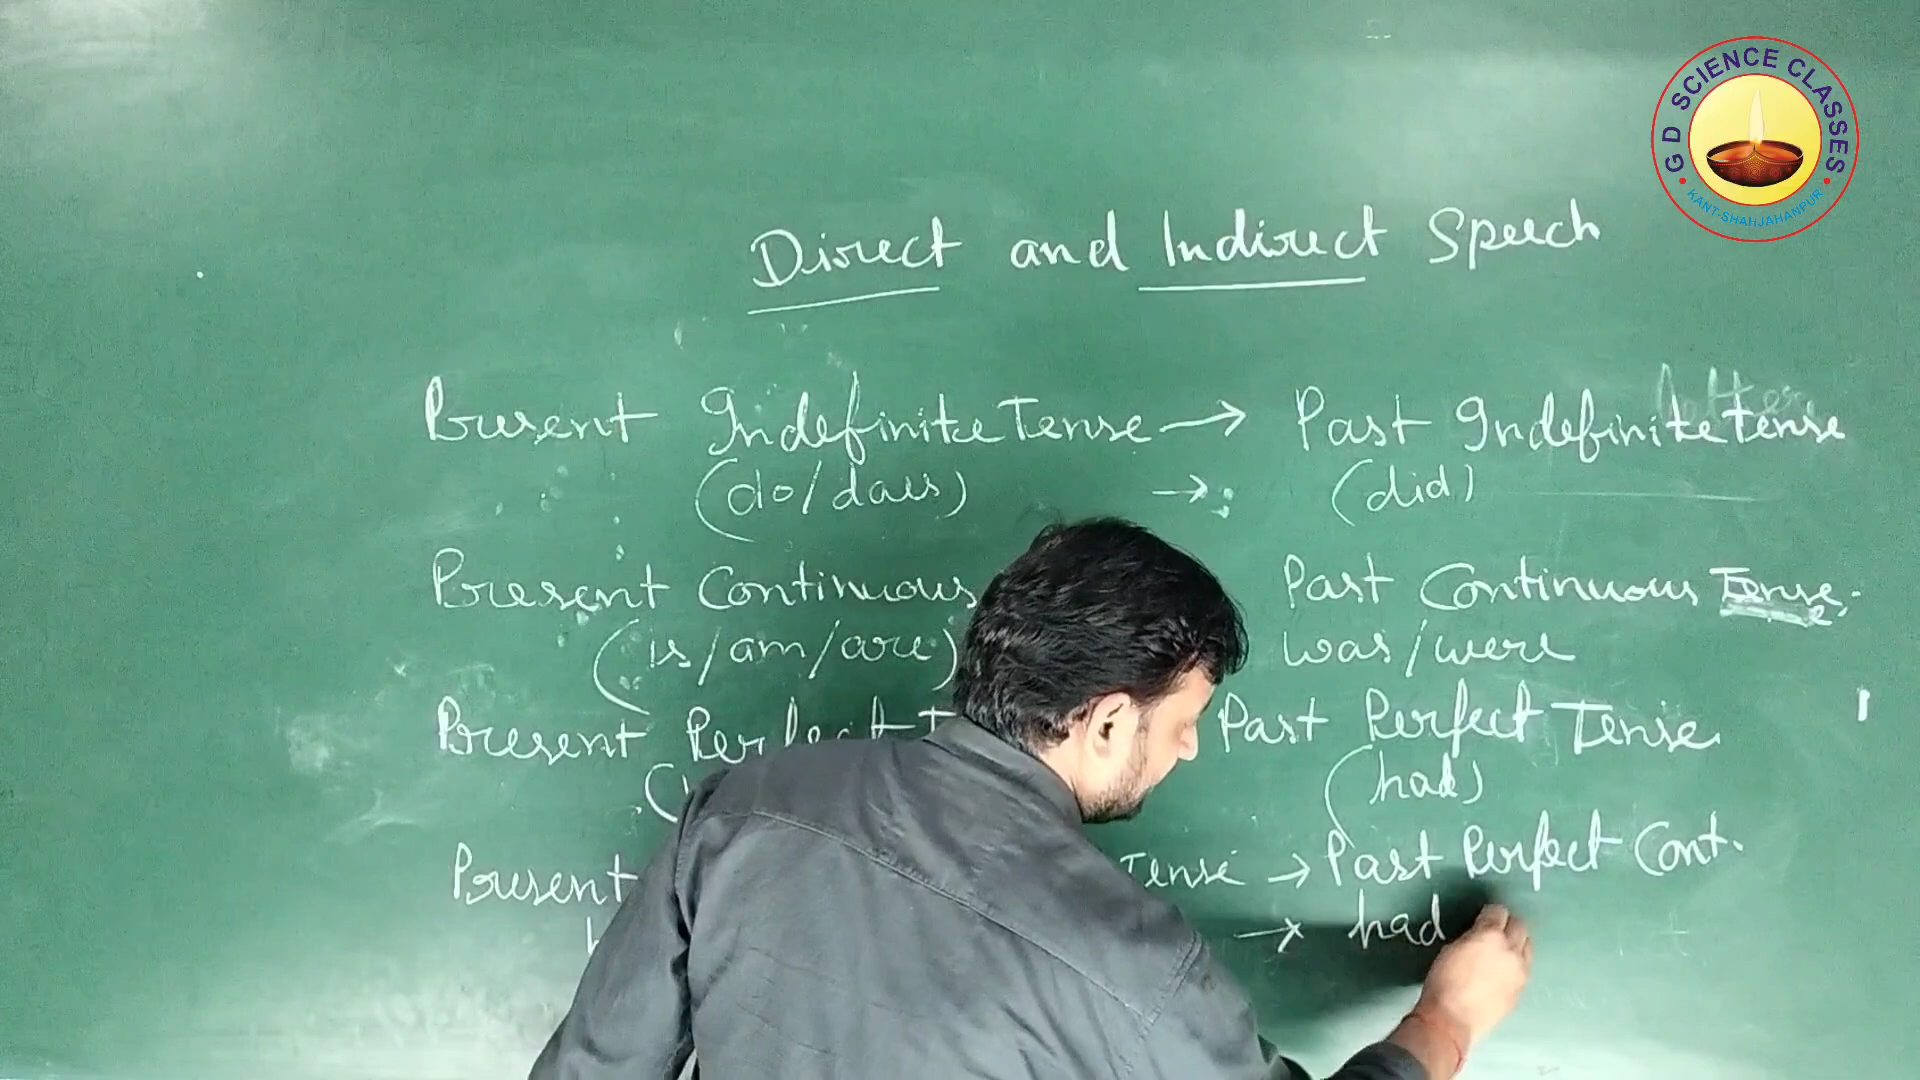 GD SCIENCE CLASSES
KANT-SHAHJAHANPUR
Direct and Indirect Speech
Present Indefinite Tense → Past Indefinite Tense
(do/does) → (did)
Present Continuous Past Continuous Tense.
(is/am/are) was/were
Present Perfect Past Perfect Tense.
(had)
Present Tense → Past Perfect Cont.
→ had